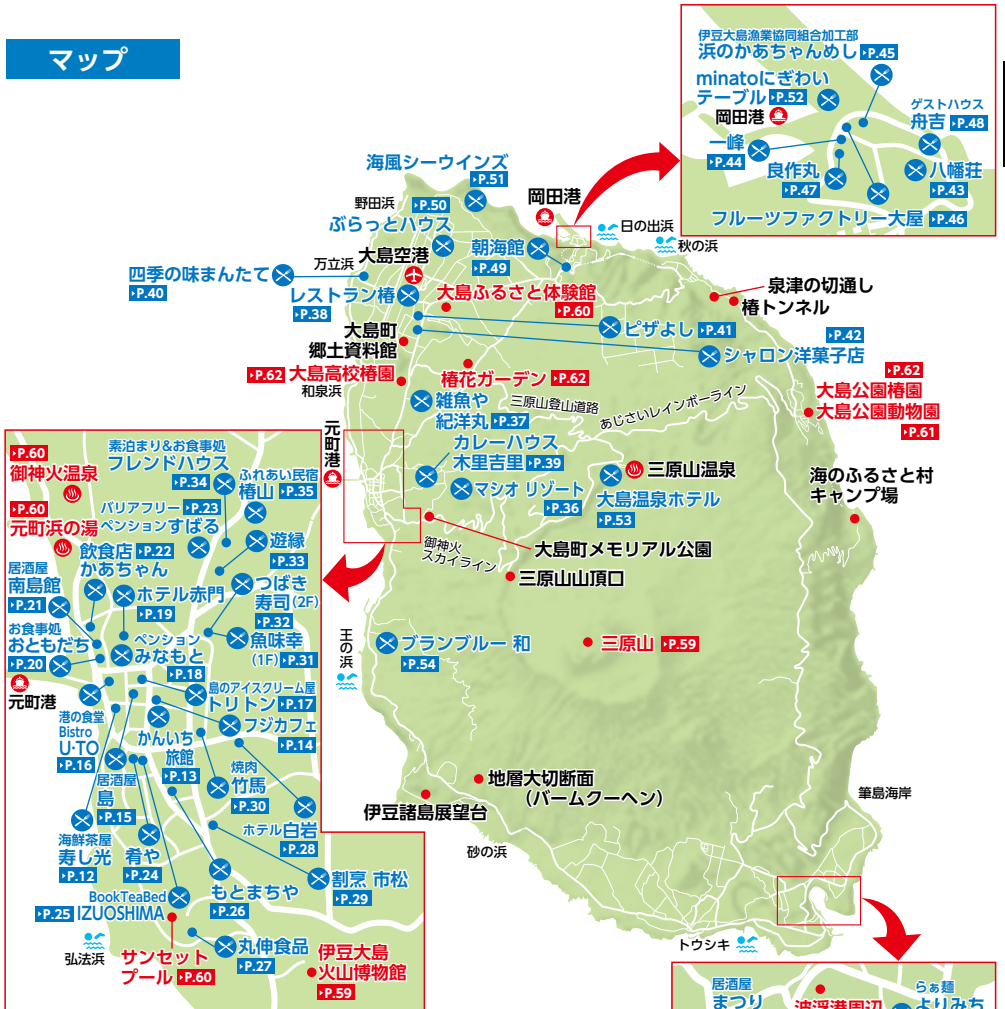 マップ
伊豆大島漁業協同組合加工部
浜のかあちゃんめし ▸P.45
minatoにぎわい
テーブル ▸P.52
岡田港
ゲストハウス
舟吉 ▸P.48
一峰
▸P.44
良作丸
▸P.47
八幡荘
▸P.43
フルーツファクトリー大屋 ▸P.46
海風シーウインズ
▸P.51
野田浜
▸P.50
ぶらっとハウス
岡田港
日の出浜
秋の浜
朝海館
▸P.49
万立浜
大島空港
四季の味まんたて
▸P.40
レストラン椿
▸P.38
大島ふるさと体験館
▸P.60
泉津の切通し
椿トンネル
大島町
郷土資料館
ピザよし ▸P.41
▸P.42
シャロン洋菓子店
▸P.62 大島高校椿園
和泉浜
椿花ガーデン ▸P.62
▸P.62
大島公園椿園
大島公園動物園
▸P.61
雑魚や
紀洋丸 ▸P.37
三原山登山道路
あじさいレインボーライン
元町港
カレーハウス
木里吉里 ▸P.39
マシオ リゾート
▸P.36
三原山温泉
大島温泉ホテル
▸P.53
海のふるさと村
キャンプ場
大島町メモリアル公園
御神火
スカイライン
三原山山頂口
王の浜
ブランブルー 和
▸P.54
三原山 ▸P.59
地層大切断面
（バームクーヘン）
伊豆諸島展望台
砂の浜
筆島海岸
トウシキ
▸P.60
御神火温泉
▸P.60
元町浜の湯
素泊まり&お食事処
フレンドハウス
▸P.34
ふれあい民宿
椿山 ▸P.35
バリアフリー ▸P.23
ペンションすばる
飲食店 ▸P.22
かあちゃん
遊縁
▸P.33
居酒屋
南島館
▸P.21
ホテル赤門
▸P.19
つばき
寿司(2F)
▸P.32
お食事処
おともだち
▸P.20
ペンション
みなもと
▸P.18
魚味幸
(1F) ▸P.31
元町港
島のアイスクリーム屋
トリトン ▸P.17
港の食堂
Bistro
U・TO
▸P.16
かんいち
旅館
▸P.13
フジカフェ
▸P.14
居酒屋
島
▸P.15
焼肉
竹馬
▸P.30
ホテル白岩
▸P.28
海鮮茶屋
寿し光
▸P.12
肴や
▸P.24
もとまちや
▸P.26
割烹 市松
▸P.29
BookTeaBed
▸P.25 IZUOSHIMA
弘法浜
サンセット
プール ▸P.60
丸伸食品
▸P.27
伊豆大島
火山博物館
▸P.59
居酒屋
まつり
波浮港周辺
らぁ麺
よりみち